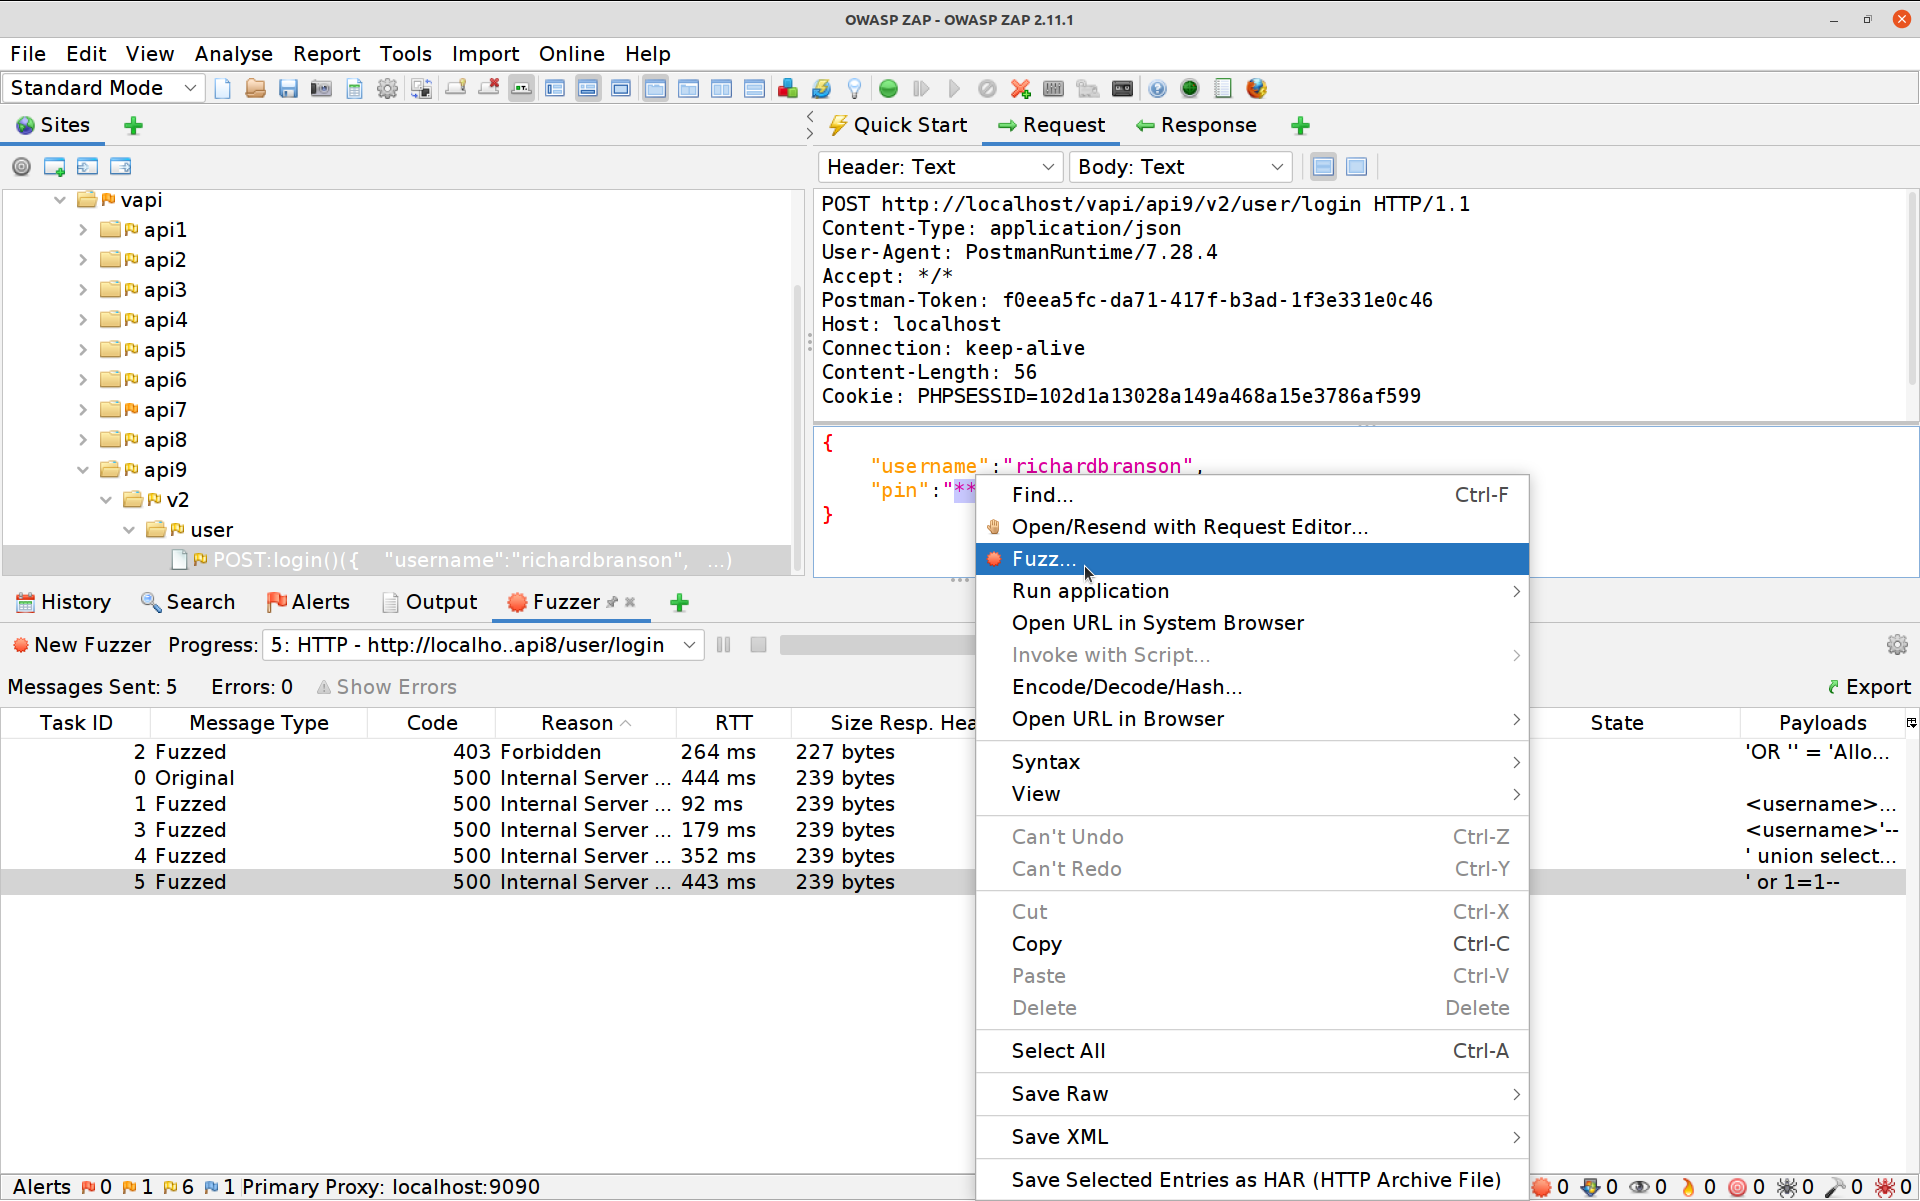 OWASP ZAP - OWASP ZAP 2.11.1
File Edit View Analyse Report Tools Import Online Help
Standard Mode
Sites
Quick Start Request Response
Header: Text Body: Text
vapi
api1
api2
api3
api4
api5
api6
api7
api8
api9
v2
user
POST:login()({ "username":"richardbranson", ...)
POST http://localhost/vapi/api9/v2/user/login HTTP/1.1
Content-Type: application/json
User-Agent: PostmanRuntime/7.28.4
Accept: */*
Postman-Token: f0eea5fc-da71-417f-b3ad-1f3e331e0c46
Host: localhost
Connection: keep-alive
Content-Length: 56
Cookie: PHPSESSID=102d1a13028a149a468a15e3786af599
{
"username":"richardbranson",
"pin":"**
}
Find... Ctrl-F
Open/Resend with Request Editor...
Fuzz...
Run application
Open URL in System Browser
Invoke with Script...
Encode/Decode/Hash...
Open URL in Browser
Syntax
View
Can't Undo Ctrl-Z
Can't Redo Ctrl-Y
Cut Ctrl-X
Copy Ctrl-C
Paste Ctrl-V
Delete Delete
Select All Ctrl-A
Save Raw
Save XML
Save Selected Entries as HAR (HTTP Archive File)
History Search Alerts Output Fuzzer
New Fuzzer Progress: 5: HTTP - http://localho..api8/user/login
Messages Sent: 5 Errors: 0 Show Errors Export
Task ID Message Type Code Reason RTT Size Resp. Hea State Payloads
2 Fuzzed 403 Forbidden 264 ms 227 bytes 'OR '' = 'Allo...
0 Original 500 Internal Server ... 444 ms 239 bytes
1 Fuzzed 500 Internal Server ... 92 ms 239 bytes <username>...
3 Fuzzed 500 Internal Server ... 179 ms 239 bytes <username>'--
4 Fuzzed 500 Internal Server ... 352 ms 239 bytes ' union select...
5 Fuzzed 500 Internal Server ... 443 ms 239 bytes ' or 1=1--
Alerts 0 1 6 1 Primary Proxy: localhost:9090 0 0 0 0 0 0 0 0